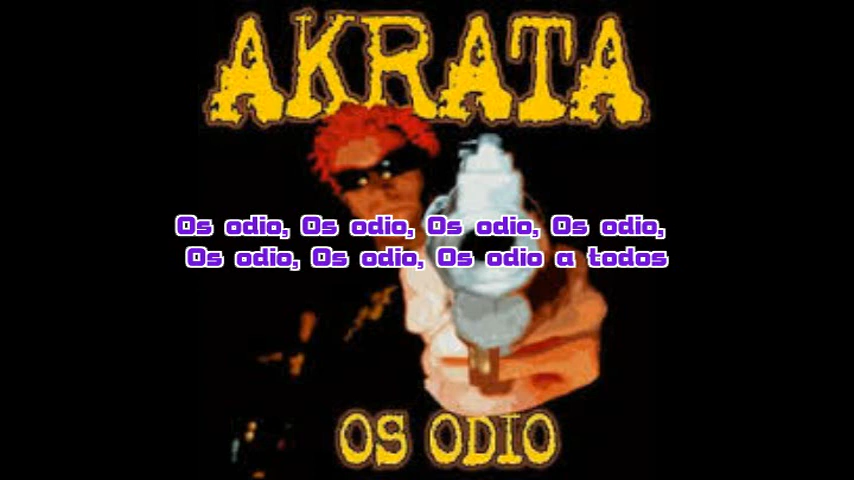 AKRATA
Os odio, Os odio, Os odio, Os odio,
Os odio, Os odio, Os odio a todos
OS ODIO